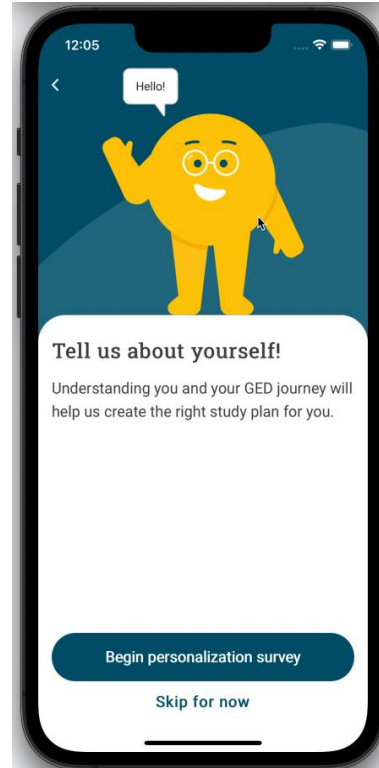 12:05
Hello!
Tell us about yourself!
Understanding you and your GED journey will
help us create the right study plan for you.
Begin personalization survey
Skip for now